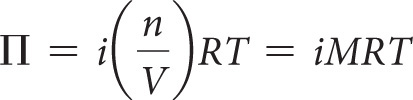 Π = i(n/V)RT = iMRT